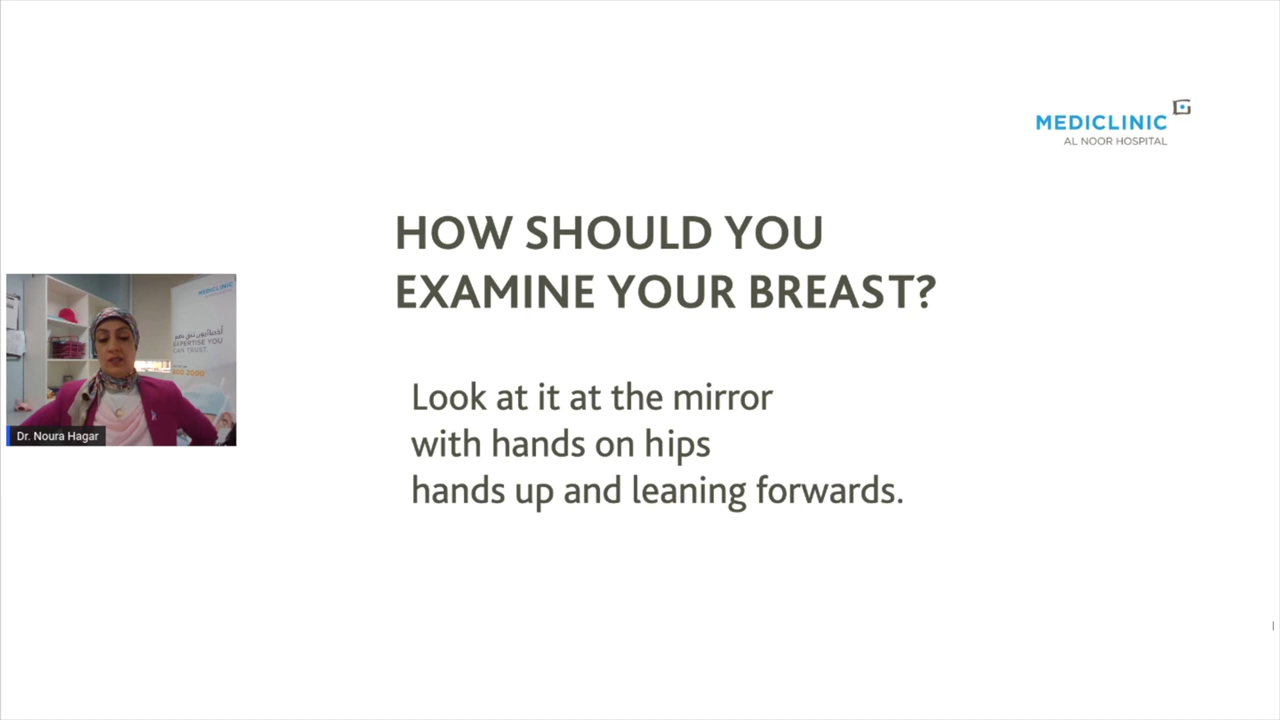 MEDICLINIC
AL NOOR HOSPITAL
HOW SHOULD YOU
EXAMINE YOUR BREAST?
Look at it at the mirror
with hands on hips
hands up and leaning forwards.
MEDICLINIC
EXPERTISE YOU
CAN TRUST.
Dr. Noura Hagar